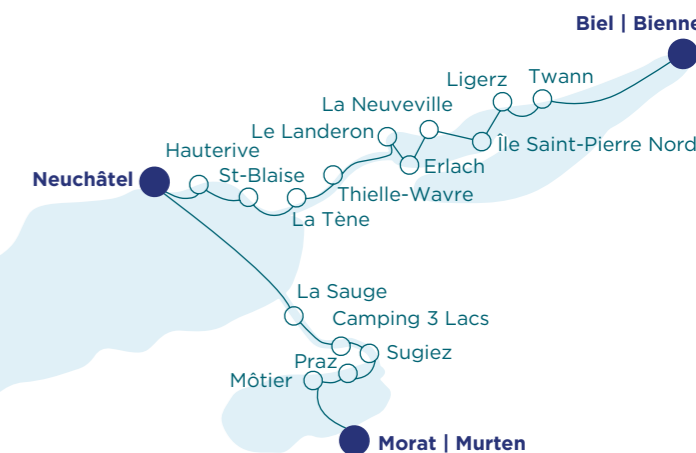 Biel | Bienne
Ligerz
Twann
La Neuveville
Le Landeron
Île Saint-Pierre Nord
Hauterive
Erlach
Neuchâtel
St-Blaise
Thielle-Wavre
La Tène
La Sauge
Camping 3 Lacs
Sugiez
Praz
Môtier
Morat | Murten